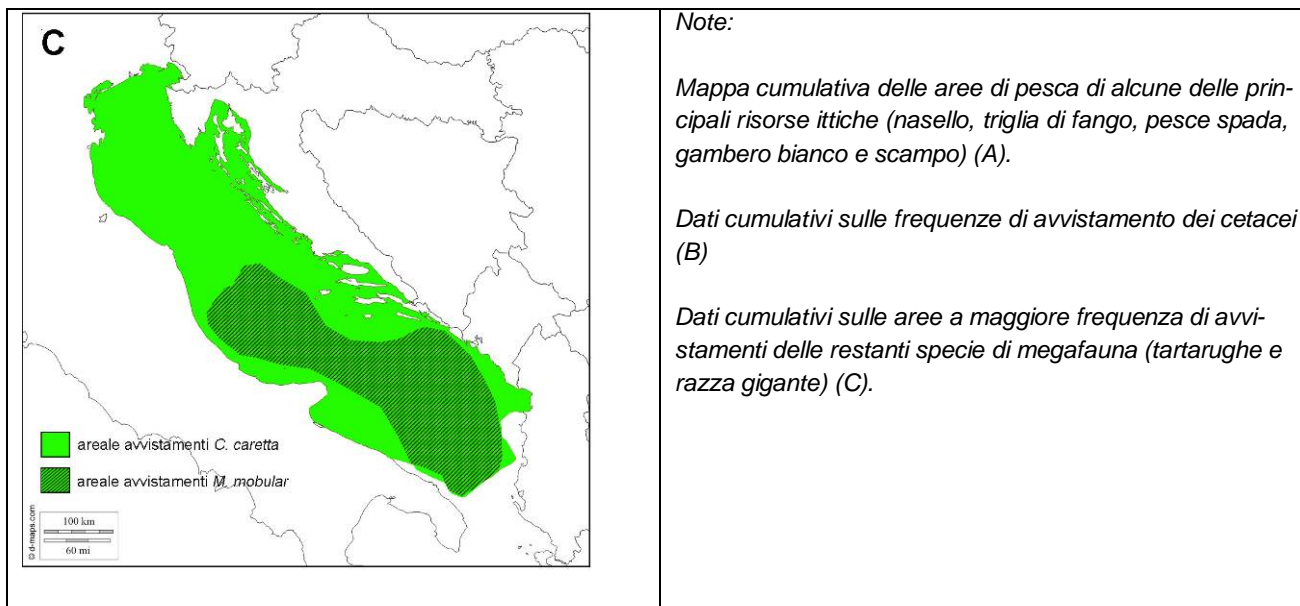 C
areale avvistamenti C. caretta
areale avvistamenti M. mobular
100 km
60 mi
© d-maps.com
Note:
Mappa cumulativa delle aree di pesca di alcune delle prin-
cipali risorse ittiche (nasello, triglia di fango, pesce spada,
gambero bianco e scampo) (A).
Dati cumulativi sulle frequenze di avvistamento dei cetacei
(B)
Dati cumulativi sulle aree a maggiore frequenza di avvi-
stamenti delle restanti specie di megafauna (tartarughe e
razza gigante) (C).